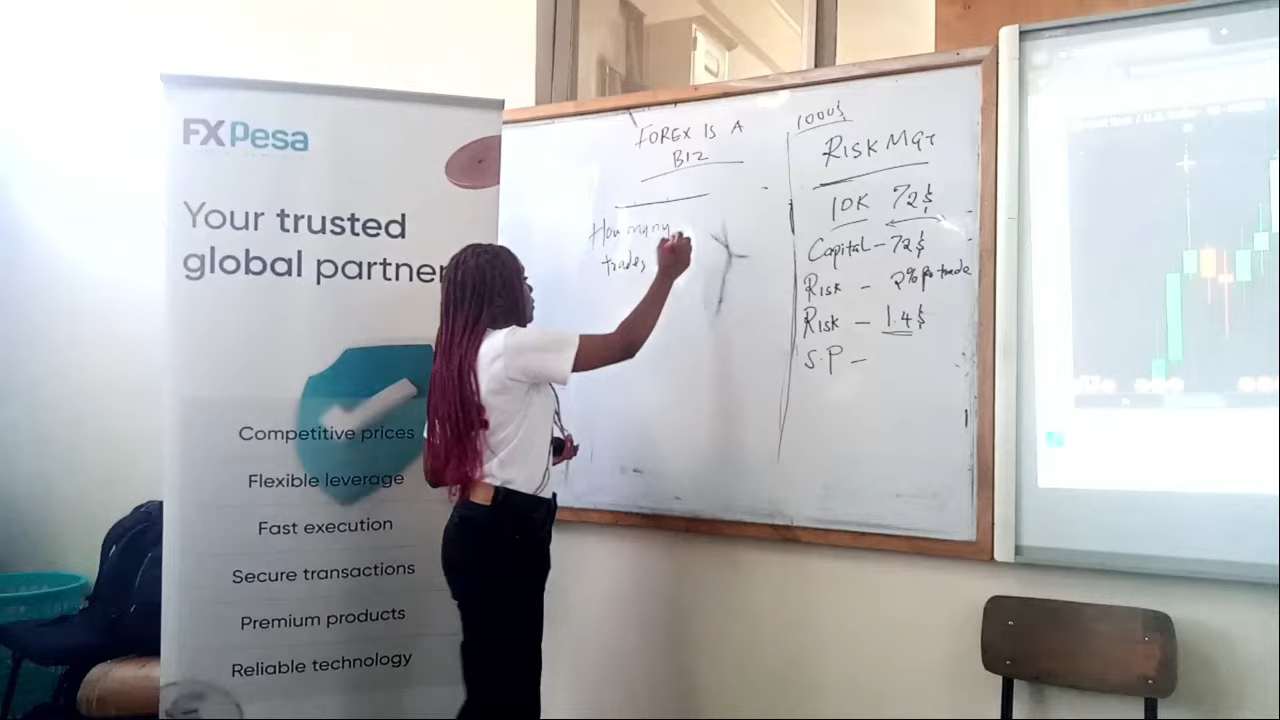 FXPesa
Your trusted
global partner
Competitive prices
Flexible leverage
Fast execution
Secure transactions
Premium products
Reliable technology
FOREX IS A
BIZ
How many
trades
1000$
RISK MGT
10K 72$
Capital - 72$
Risk - 2% per trade
Risk - 1.4$
S.P -